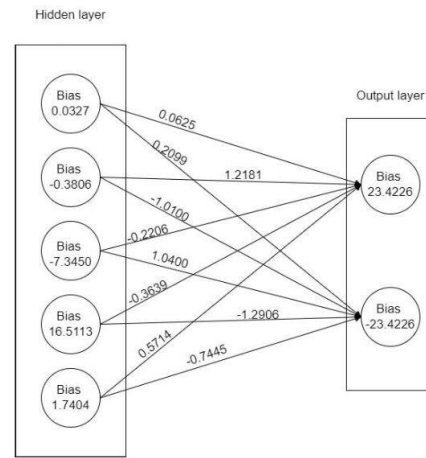 Hidden layer
Output layer
Bias
0.0327
Bias
-0.3806
Bias
-7.3450
Bias
16.5113
Bias
1.7404
0.0625
0.2099
1.2181
-1.0100
-0.2206
1.0400
-0.3639
-1.2906
0.5714
-0.7445
Bias
23.4226
Bias
-23.4226